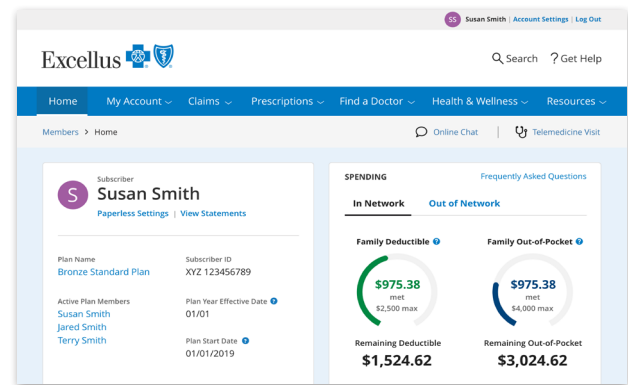 SS Susan Smith | Account Settings | Log Out
Excellus
Search ? Get Help
Home My Account Claims Prescriptions Find a Doctor Health & Wellness Resources
Members > Home
Online Chat | Telemedicine Visit
S
Subscriber
Susan Smith
Paperless Settings | View Statements
Plan Name
Bronze Standard Plan
Subscriber ID
XYZ 123456789
Active Plan Members
Susan Smith
Jared Smith
Terry Smith
Plan Year Effective Date ?
01/01
Plan Start Date ?
01/01/2019
SPENDING
Frequently Asked Questions
In Network Out of Network
Family Deductible ?
$975.38
met
$2,500 max
Remaining Deductible
$1,524.62
Family Out-of-Pocket ?
$975.38
met
$4,000 max
Remaining Out-of-Pocket
$3,024.62